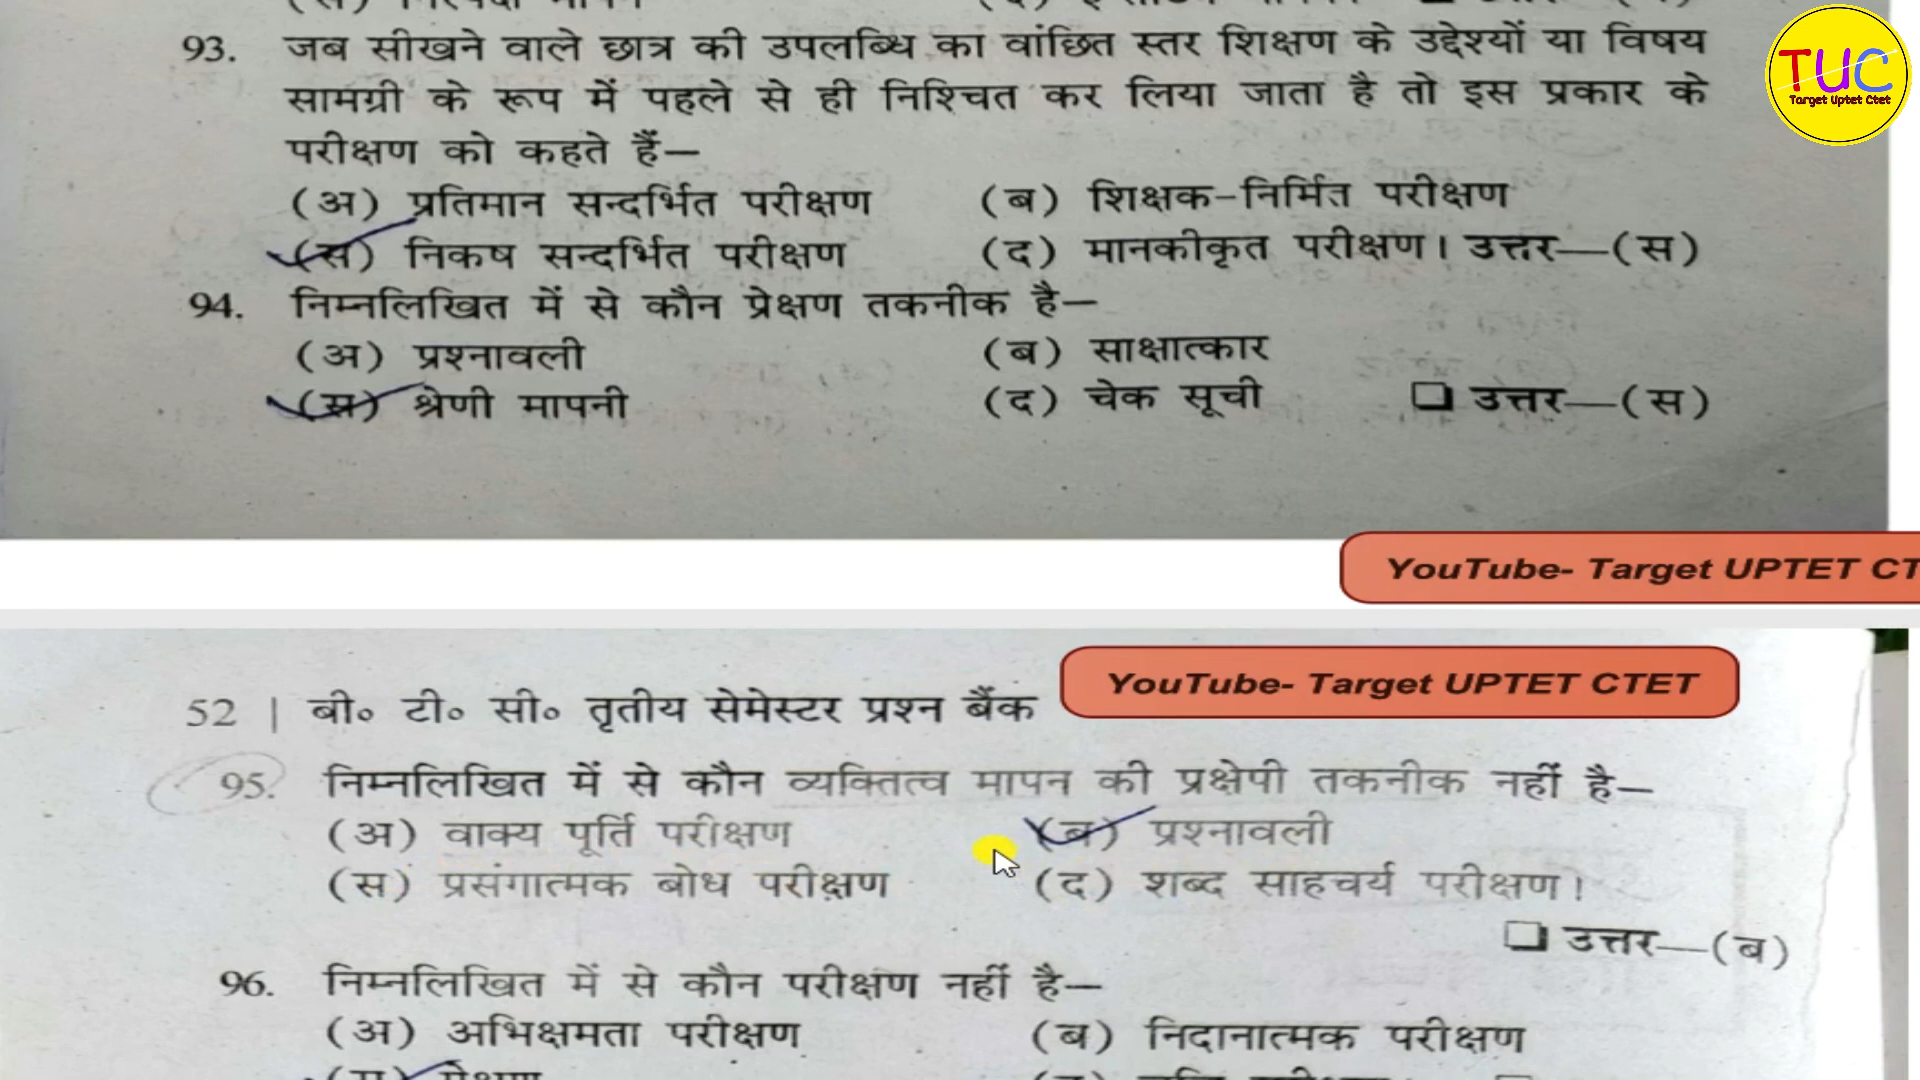 93. जब सीखने वाले छात्र की उपलब्धि का वांछित स्तर शिक्षण के उद्देश्यों या विषय
सामग्री के रूप में पहले से ही निश्चित कर लिया जाता है तो इस प्रकार के
परीक्षण को कहते हैं—
(अ) प्रतिमान सन्दर्भित परीक्षण (ब) शिक्षक-निर्मित परीक्षण
(स) निकष सन्दर्भित परीक्षण (द) मानकीकृत परीक्षण। उत्तर—(स)
94. निम्नलिखित में से कौन प्रेक्षण तकनीक है—
(अ) प्रश्नावली (ब) साक्षात्कार
(स) श्रेणी मापनी (द) चेक सूची ❑ उत्तर—(स)
TUC
Target Uptet Ctet
YouTube- Target UPTET CT
YouTube- Target UPTET CTET
52 | बी० टी० सी० तृतीय सेमेस्टर प्रश्न बैंक
95. निम्नलिखित में से कौन व्यक्तित्व मापन की प्रक्षेपी तकनीक नहीं है—
(अ) वाक्य पूर्ति परीक्षण (ब) प्रश्नावली
(स) प्रसंगात्मक बोध परीक्षण (द) शब्द साहचर्य परीक्षण।
❑ उत्तर—(ब)
96. निम्नलिखित में से कौन परीक्षण नहीं है—
(अ) अभिक्षमता परीक्षण (ब) निदानात्मक परीक्षण